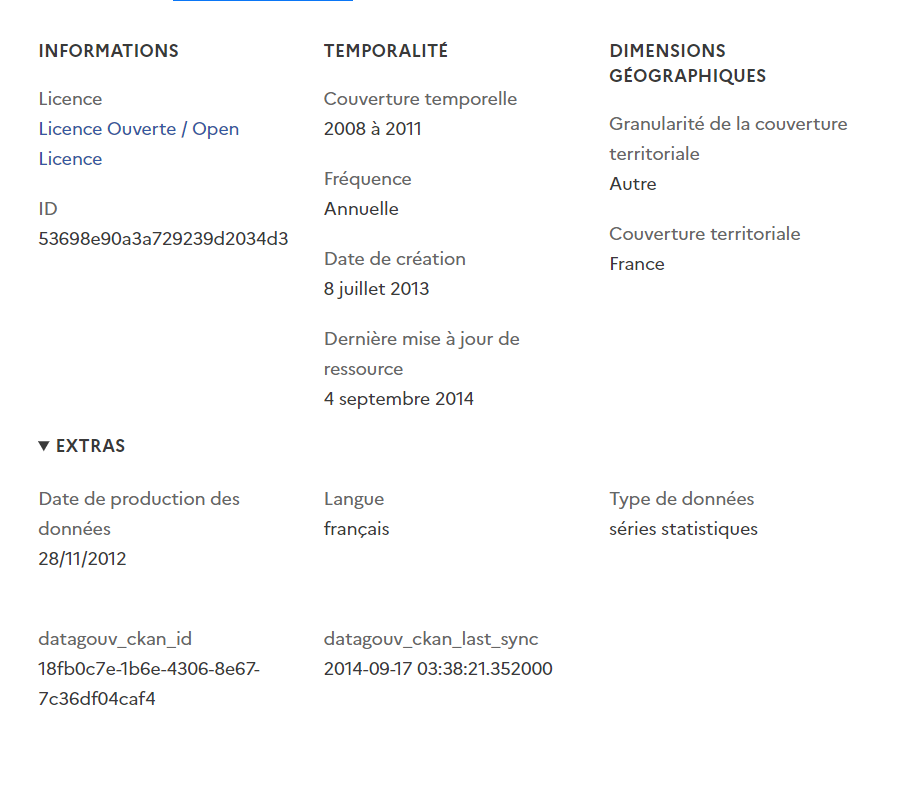 INFORMATIONS
Licence
Licence Ouverte / Open
Licence
ID
53698e90a3a729239d2034d3
TEMPORALITÉ
Couverture temporelle
2008 à 2011
Fréquence
Annuelle
Date de création
8 juillet 2013
Dernière mise à jour de
ressource
4 septembre 2014
DIMENSIONS
GÉOGRAPHIQUES
Granularité de la couverture
territoriale
Autre
Couverture territoriale
France
▼ EXTRAS
Date de production des
données
28/11/2012
Langue
français
Type de données
séries statistiques
datagouv_ckan_id
18fb0c7e-1b6e-4306-8e67-
7c36df04caf4
datagouv_ckan_last_sync
2014-09-17 03:38:21.352000